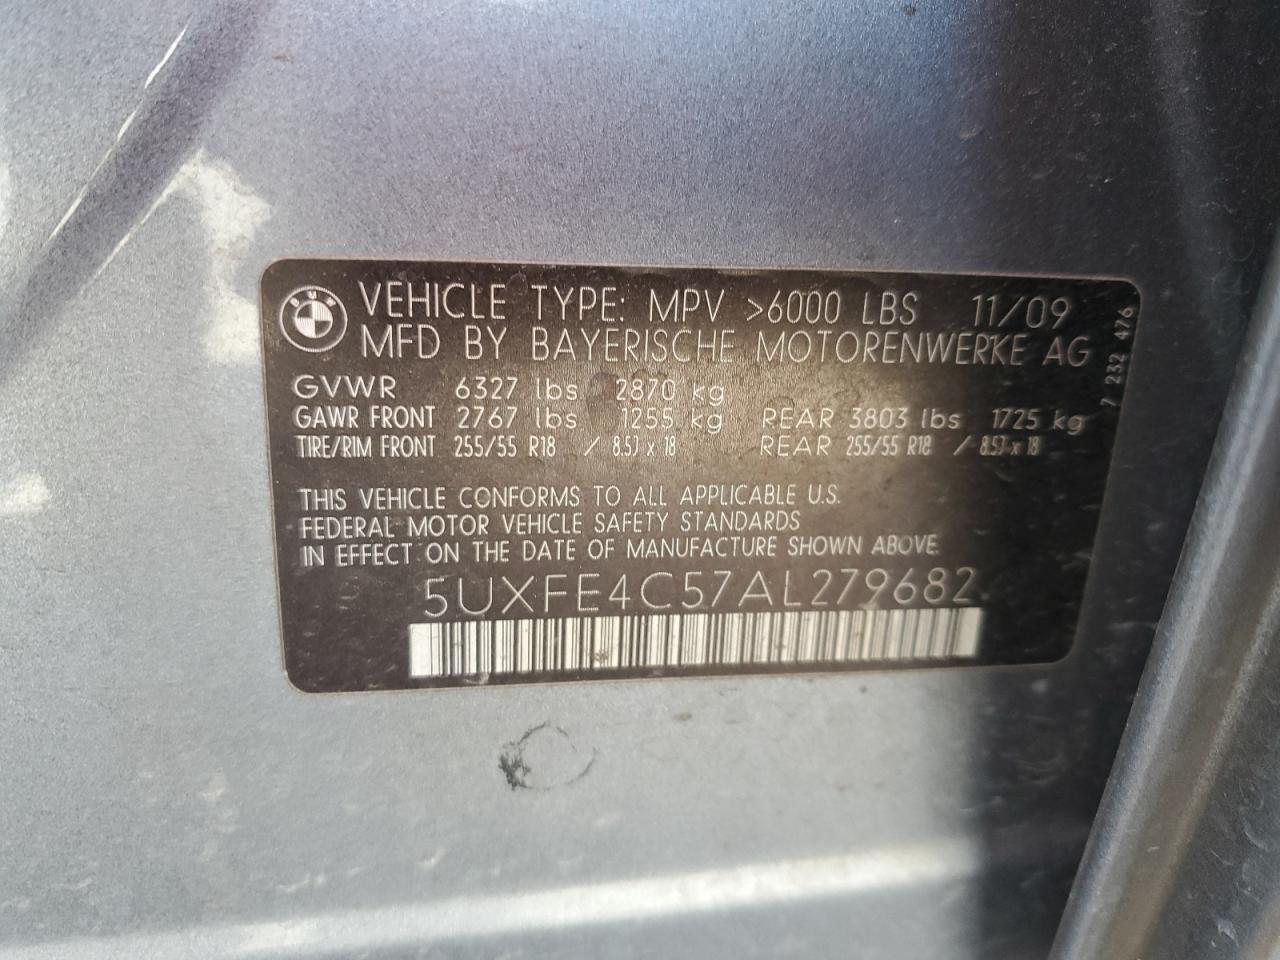 BMW
VEHICLE TYPE: MPV >6000 LBS 11/09
MFD BY BAYERISCHE MOTORENWERKE AG
GVWR 6327 lbs 2870 kg
GAWR FRONT 2767 lbs 1255 kg REAR 3803 lbs 1725 kg
TIRE/RIM FRONT 255/55 R18 / 8.5J x 18 REAR 255/55 R18 / 8.5J x 18
THIS VEHICLE CONFORMS TO ALL APPLICABLE U.S.
FEDERAL MOTOR VEHICLE SAFETY STANDARDS
IN EFFECT ON THE DATE OF MANUFACTURE SHOWN ABOVE.
5UXFE4C57AL279682
7 232 476